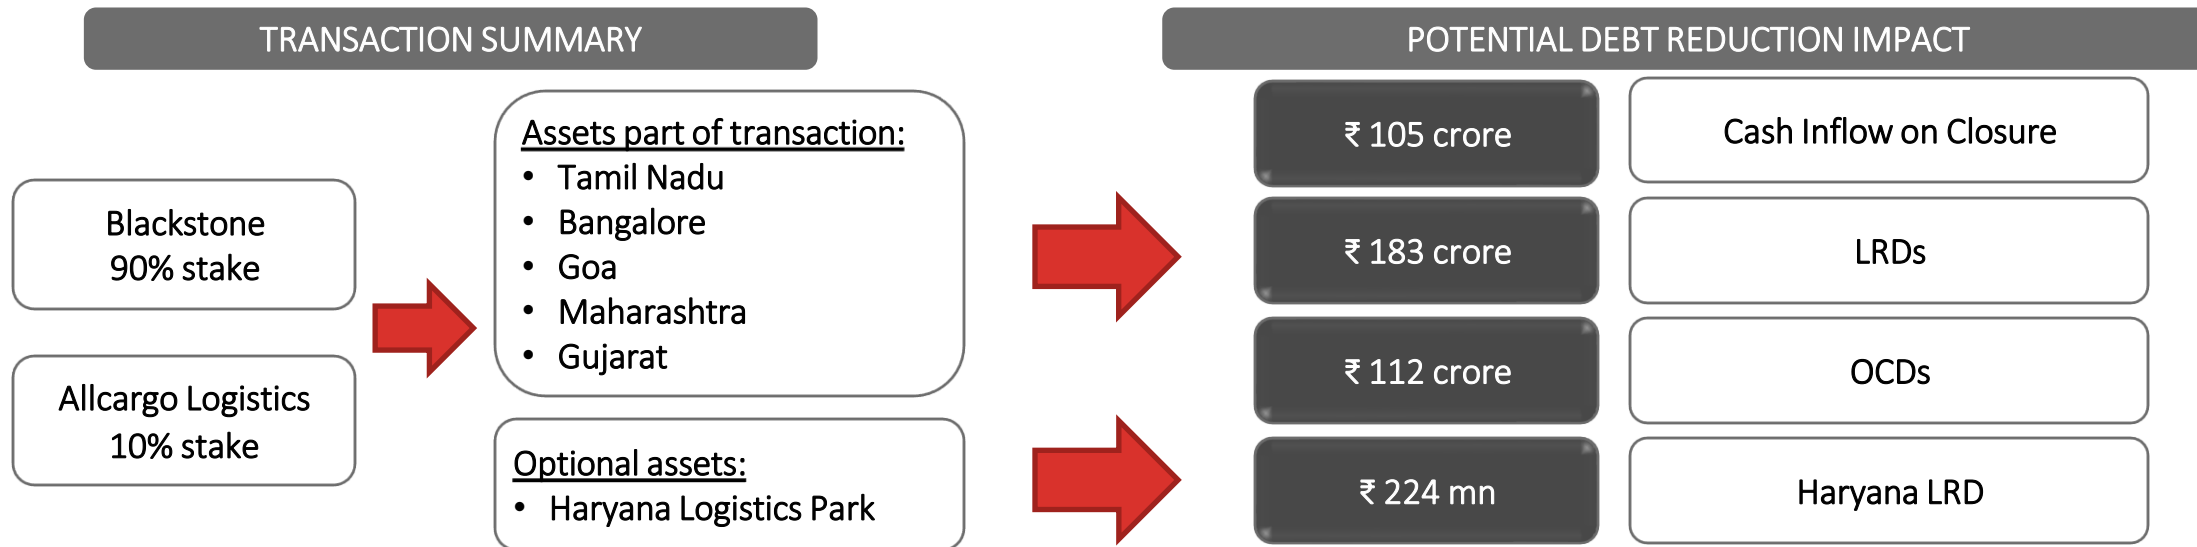 TRANSACTION SUMMARY
Blackstone
90% stake
Allcargo Logistics
10% stake
Assets part of transaction:
• Tamil Nadu
• Bangalore
• Goa
• Maharashtra
• Gujarat
Optional assets:
• Haryana Logistics Park
POTENTIAL DEBT REDUCTION IMPACT
₹ 105 crore
Cash Inflow on Closure
₹ 183 crore
LRDs
₹ 112 crore
OCDs
₹ 224 mn
Haryana LRD